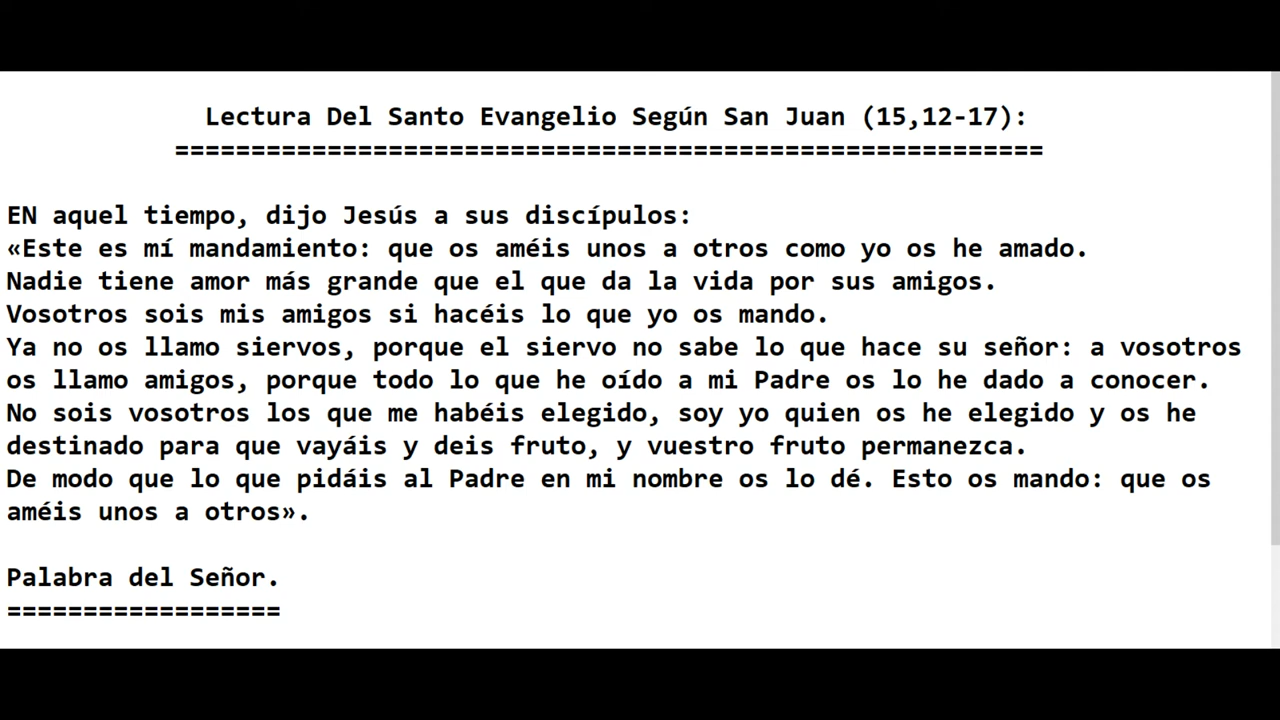 Lectura Del Santo Evangelio Según San Juan (15,12-17):
=========================================================
EN aquel tiempo, dijo Jesús a sus discípulos:
«Este es mí mandamiento: que os améis unos a otros como yo os he amado.
Nadie tiene amor más grande que el que da la vida por sus amigos.
Vosotros sois mis amigos si hacéis lo que yo os mando.
Ya no os llamo siervos, porque el siervo no sabe lo que hace su señor: a vosotros
os llamo amigos, porque todo lo que he oído a mi Padre os lo he dado a conocer.
No sois vosotros los que me habéis elegido, soy yo quien os he elegido y os he
destinado para que vayáis y deis fruto, y vuestro fruto permanezca.
De modo que lo que pidáis al Padre en mi nombre os lo dé. Esto os mando: que os
améis unos a otros».
Palabra del Señor.
==================